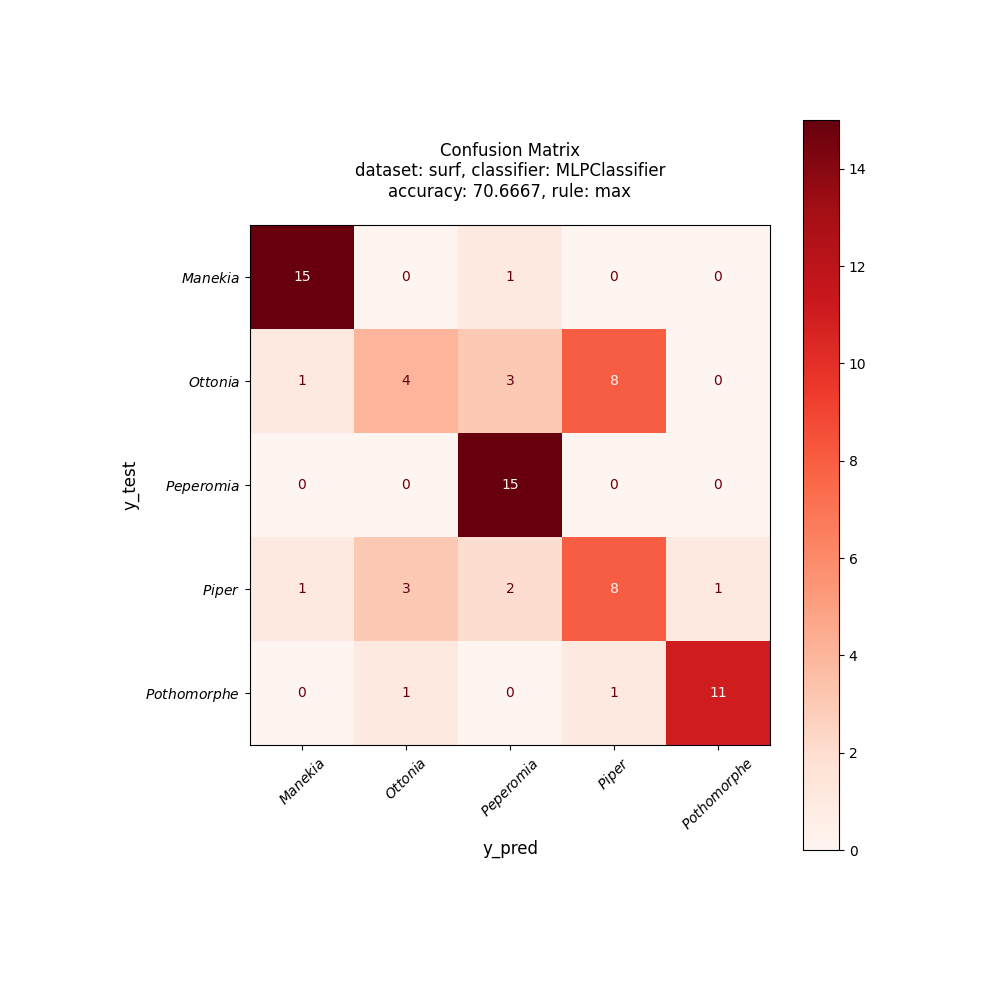 Confusion Matrix
dataset: surf, classifier: MLPClassifier
accuracy: 70.6667, rule: max
Manekia 15 0 1 0 0
Ottonia 1 4 3 8 0
Peperomia 0 0 15 0 0
Piper 1 3 2 8 1
Pothomorphe 0 1 0 1 11
Manekia Ottonia Peperomia Piper Pothomorphe
y_pred
y_test
14
12
10
8
6
4
2
0